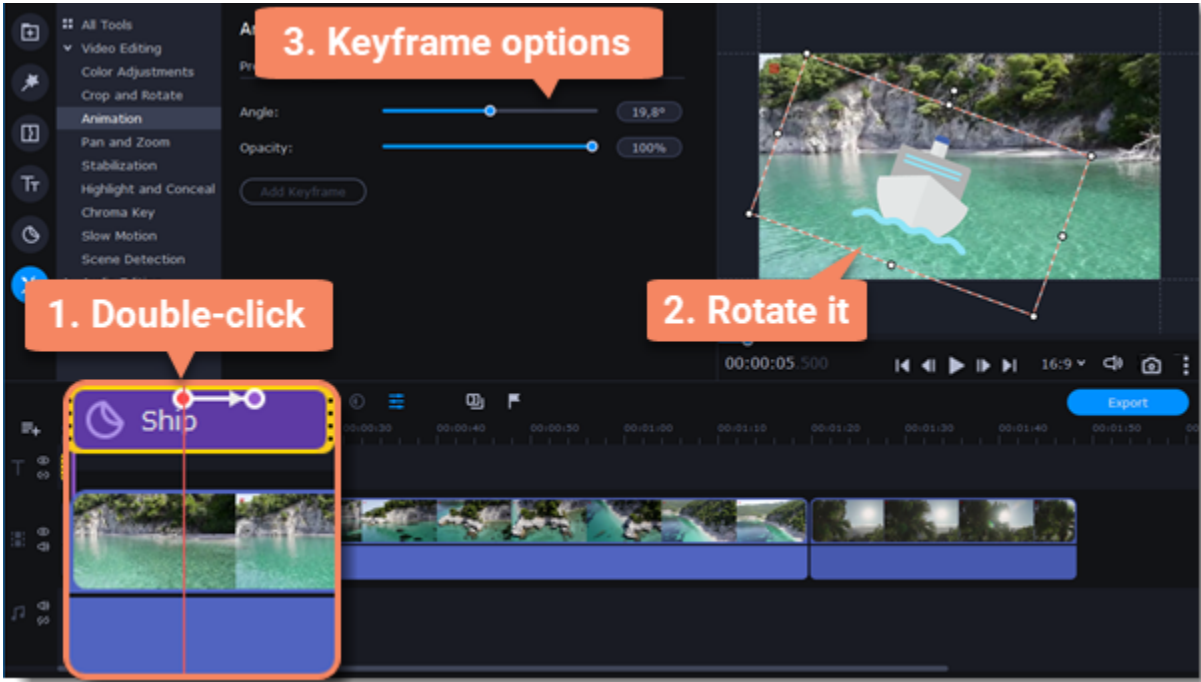 All Tools
Video Editing
Color Adjustments
Crop and Rotate
Animation
Pan and Zoom
Stabilization
Highlight and Conceal
Chroma Key
Slow Motion
Scene Detection
3. Keyframe options
Angle:
19,8º
Opacity:
100%
Add Keyframe
1. Double-click
2. Rotate it
00:00:05.500
16:9
Export
Ship
00:00:30
00:00:40
00:00:50
00:01:00
00:01:10
00:01:20
00:01:30
00:01:40
00:01:50
T